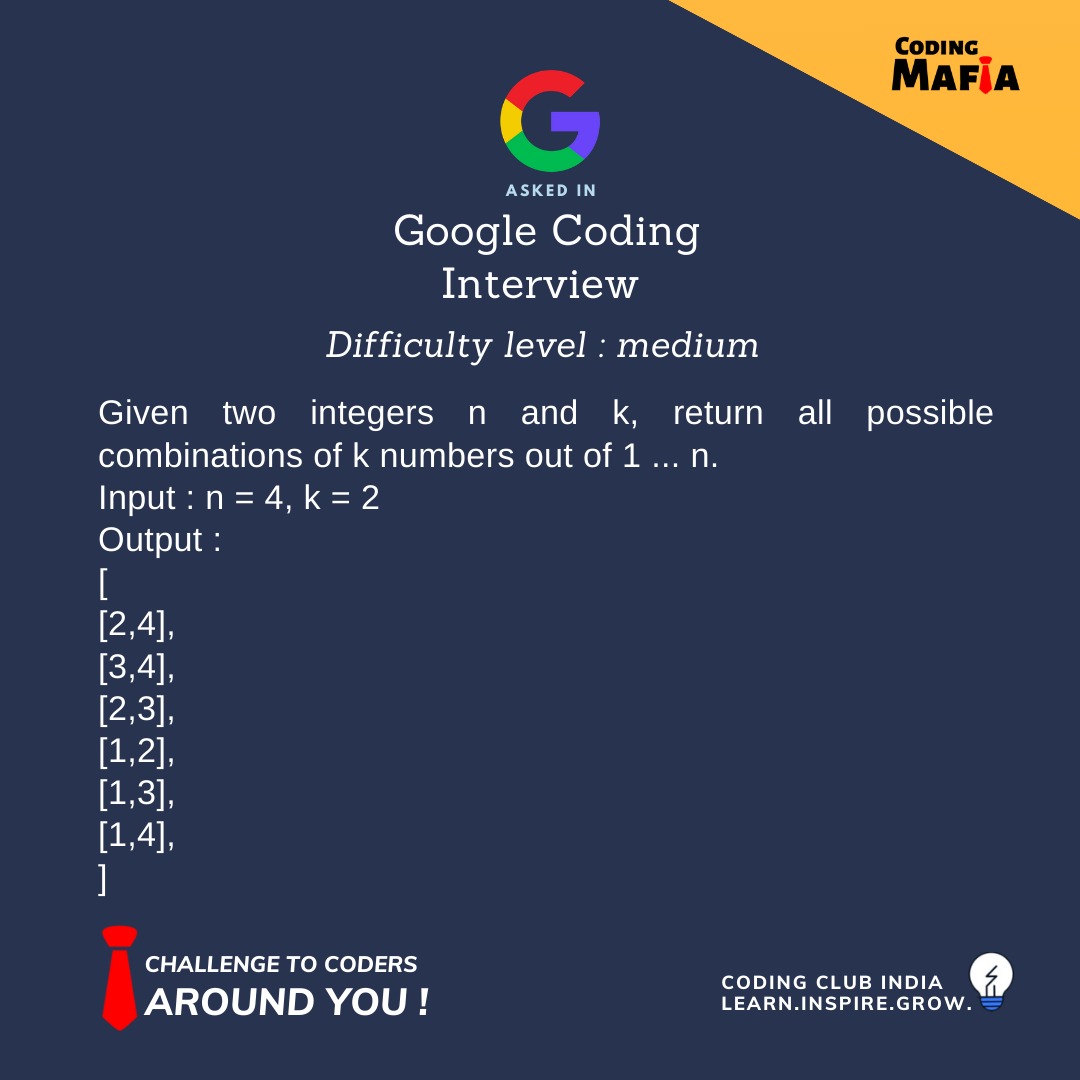 CODING
MAFIA
ASKED IN
Google Coding
Interview
Difficulty level : medium
Given two integers n and k, return all possible
combinations of k numbers out of 1 ... n.
Input : n = 4, k = 2
Output :
[
[2,4],
[3,4],
[2,3],
[1,2],
[1,3],
[1,4],
]
CHALLENGE TO CODERS
AROUND YOU !
CODING CLUB INDIA
LEARN.INSPIRE.GROW.